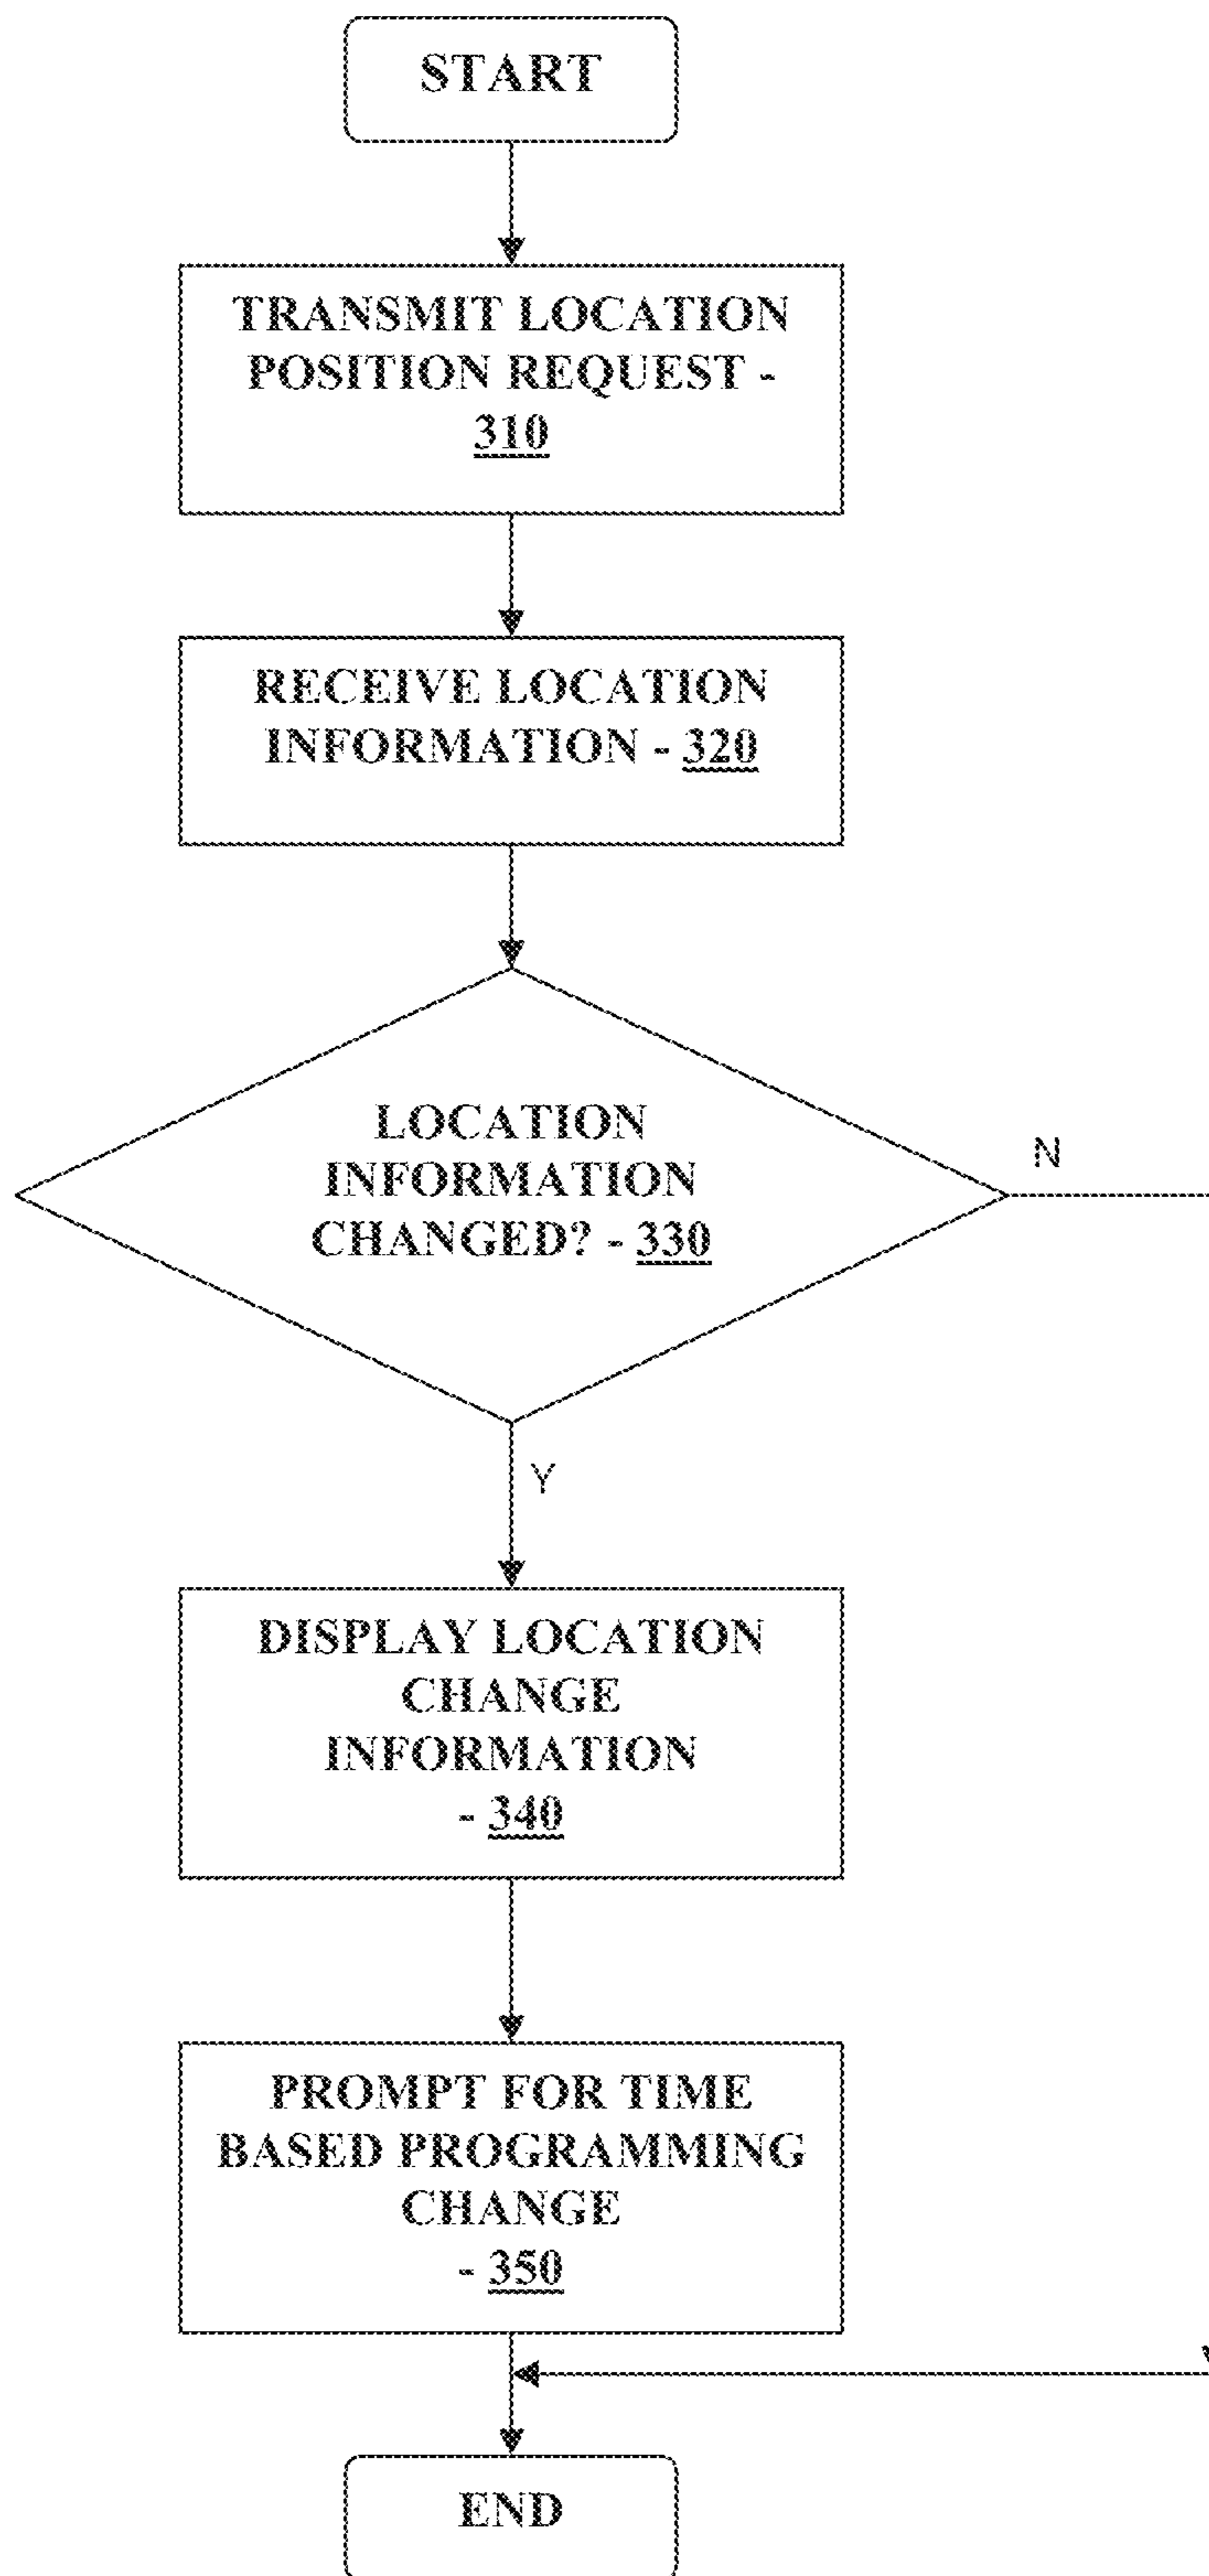 START
TRANSMIT LOCATION
POSITION REQUEST -
310
RECEIVE LOCATION
INFORMATION - 320
LOCATION
INFORMATION
CHANGED? - 330
N
Y
DISPLAY LOCATION
CHANGE
INFORMATION
- 340
PROMPT FOR TIME
BASED PROGRAMMING
CHANGE
- 350
END